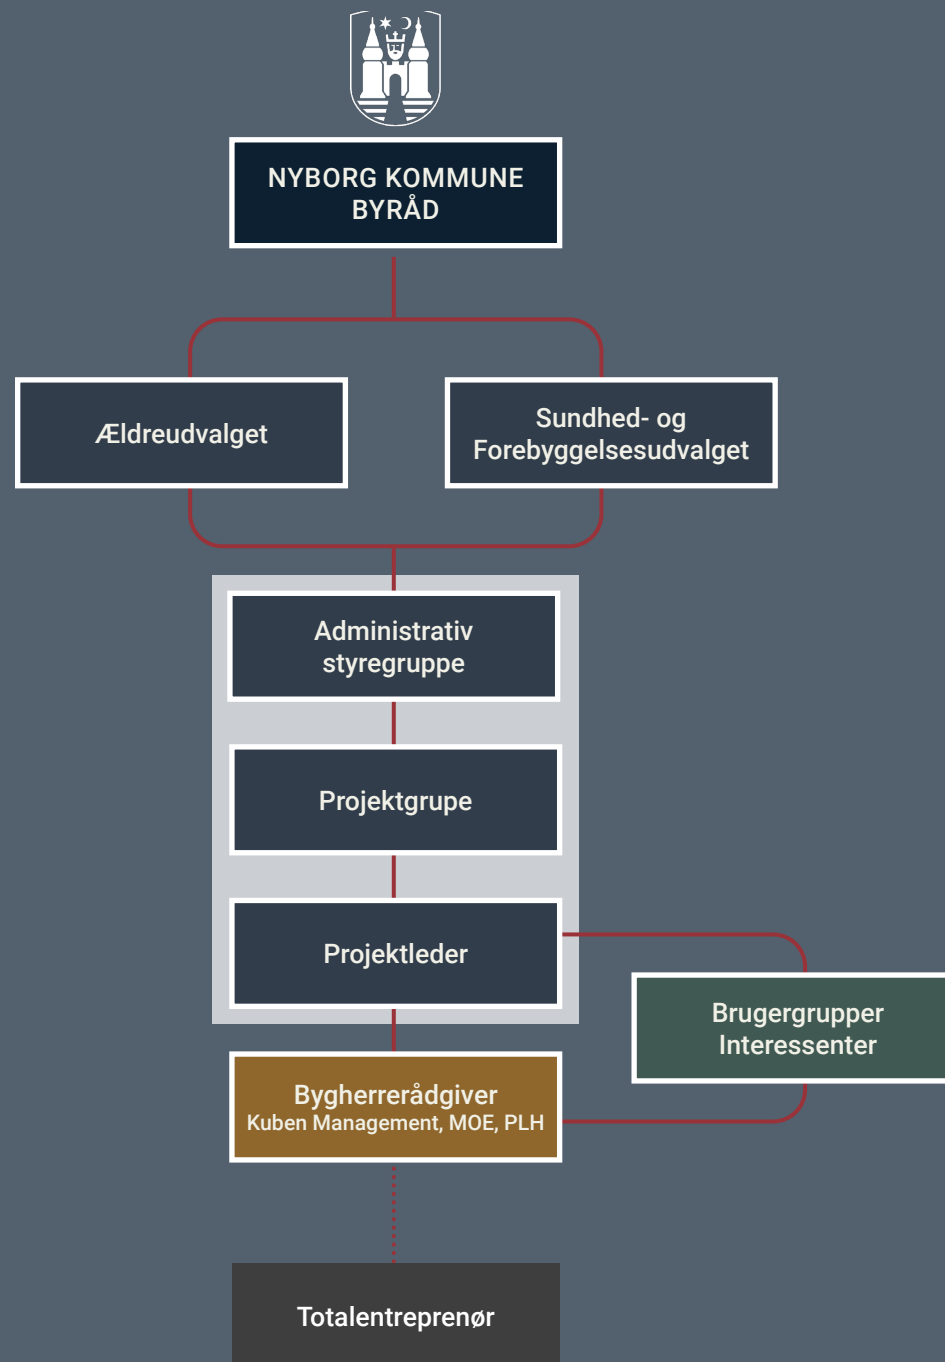 NYBORG KOMMUNE
BYRÅD
Ældreudvalget
Sundhed- og
Forebyggelsesudvalget
Administrativ
styregruppe
Projektgrupe
Projektleder
Brugergrupper
Interessenter
Bygherrerådgiver
Kuben Management, MOE, PLH
Totalentreprenør